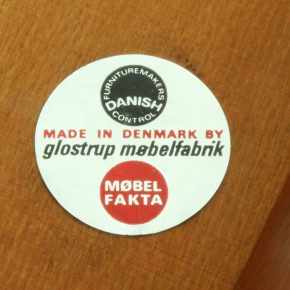 FURNITUREMAKERS
DANISH
CONTROL
MADE IN DENMARK BY
glostrup møbelfabrik
MØBEL
FAKTA